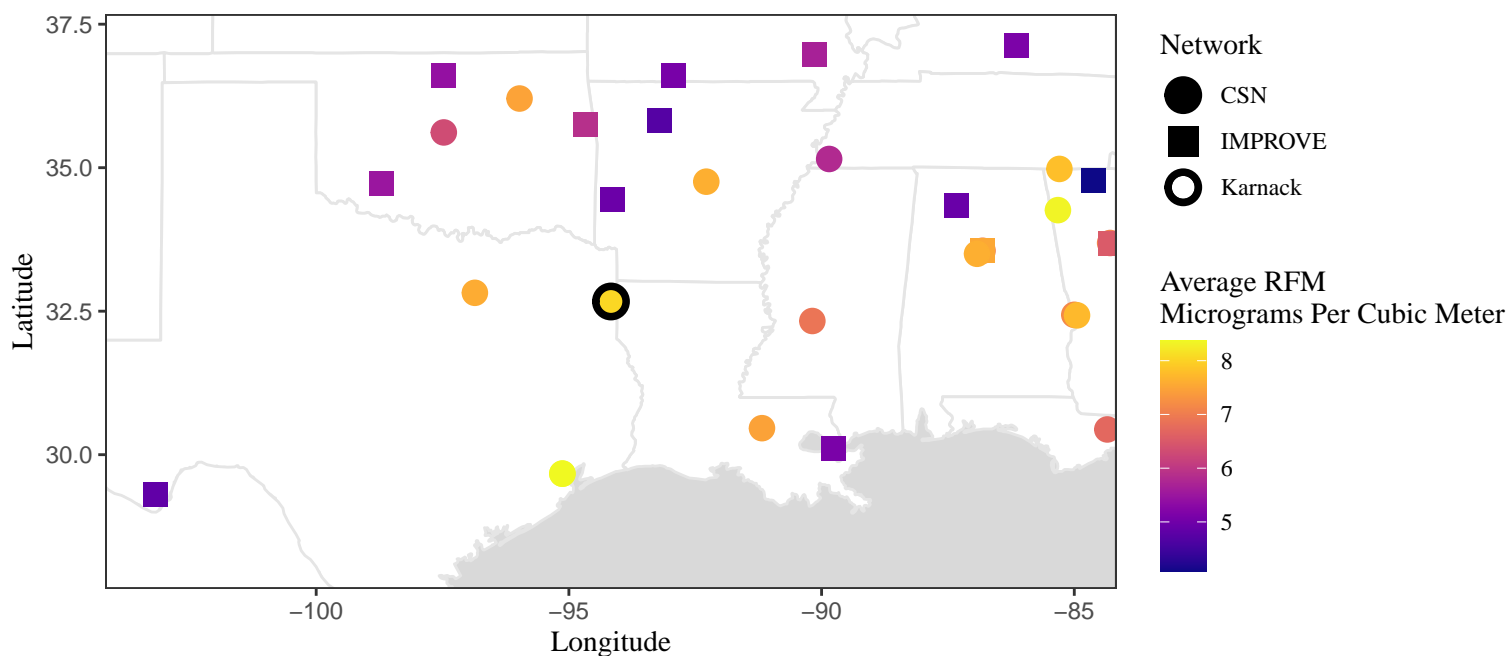 37.5
35.0
32.5
30.0
Latitude
−100
−95
−90
−85
Longitude
Network
CSN
IMPROVE
Karnack
Average RFM
Micrograms Per Cubic Meter
8
7
6
5